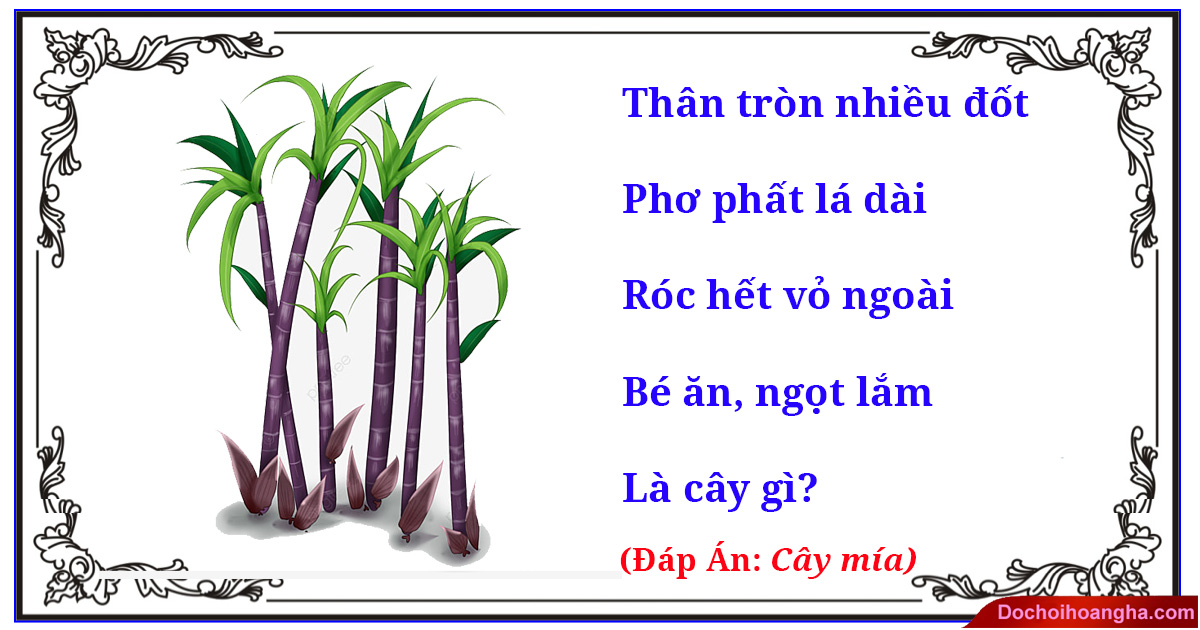 Thân tròn nhiều đốt
Phơ phất lá dài
Róc hết vỏ ngoài
Bé ăn, ngọt lắm
Là cây gì?
(Đáp Án: Cây mía)
Dochoihoangha.com